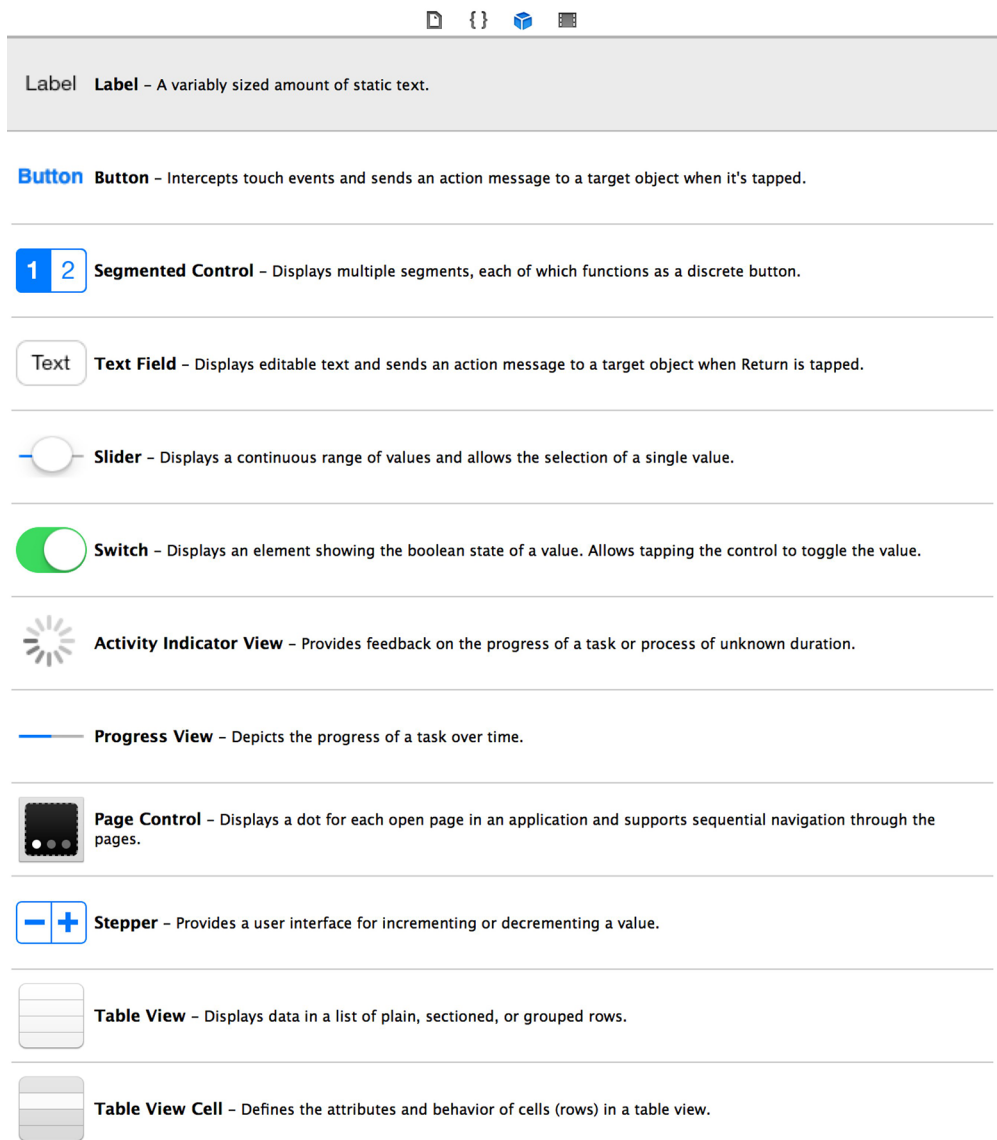 { }
Label Label – A variably sized amount of static text.
Button Button – Intercepts touch events and sends an action message to a target object when it's tapped.
1 2 Segmented Control – Displays multiple segments, each of which functions as a discrete button.
Text Text Field – Displays editable text and sends an action message to a target object when Return is tapped.
Slider – Displays a continuous range of values and allows the selection of a single value.
Switch – Displays an element showing the boolean state of a value. Allows tapping the control to toggle the value.
Activity Indicator View – Provides feedback on the progress of a task or process of unknown duration.
Progress View – Depicts the progress of a task over time.
Page Control – Displays a dot for each open page in an application and supports sequential navigation through the
pages.
Stepper – Provides a user interface for incrementing or decrementing a value.
Table View – Displays data in a list of plain, sectioned, or grouped rows.
Table View Cell – Defines the attributes and behavior of cells (rows) in a table view.